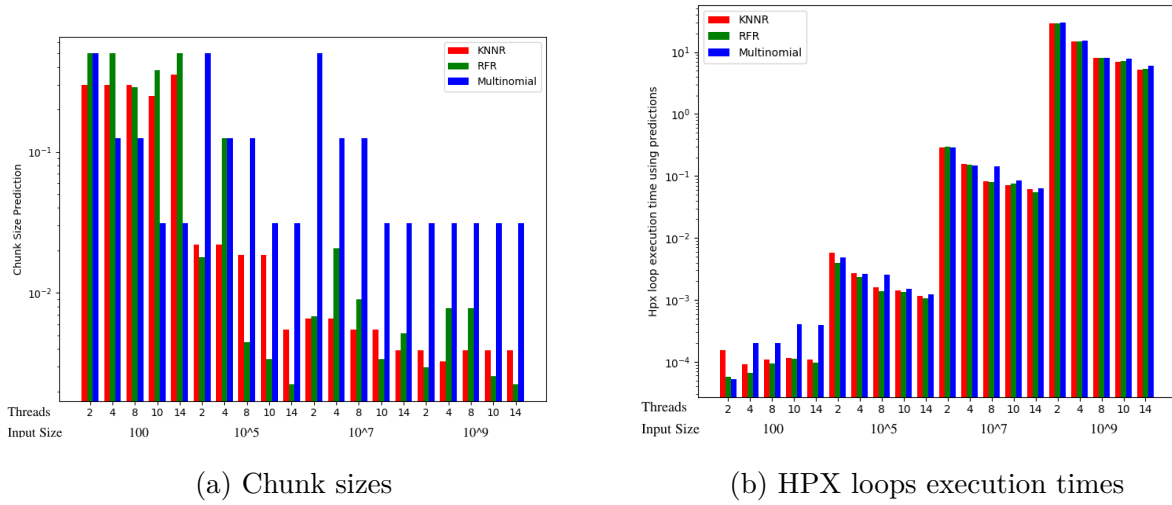 KNNR
RFR
Multinomial
Chunk Size Prediction
10^-1
10^-2
Threads 2 4 8 10 14 2 4 8 10 14 2 4 8 10 14 2 4 8 10 14
Input Size 100 10^5 10^7 10^9
(a) Chunk sizes
KNNR
RFR
Multinomial
Hpx loop execution time using predictions
10^1
10^0
10^-1
10^-2
10^-3
10^-4
Threads 2 4 8 10 14 2 4 8 10 14 2 4 8 10 14 2 4 8 10 14
Input Size 100 10^5 10^7 10^9
(b) HPX loops execution times